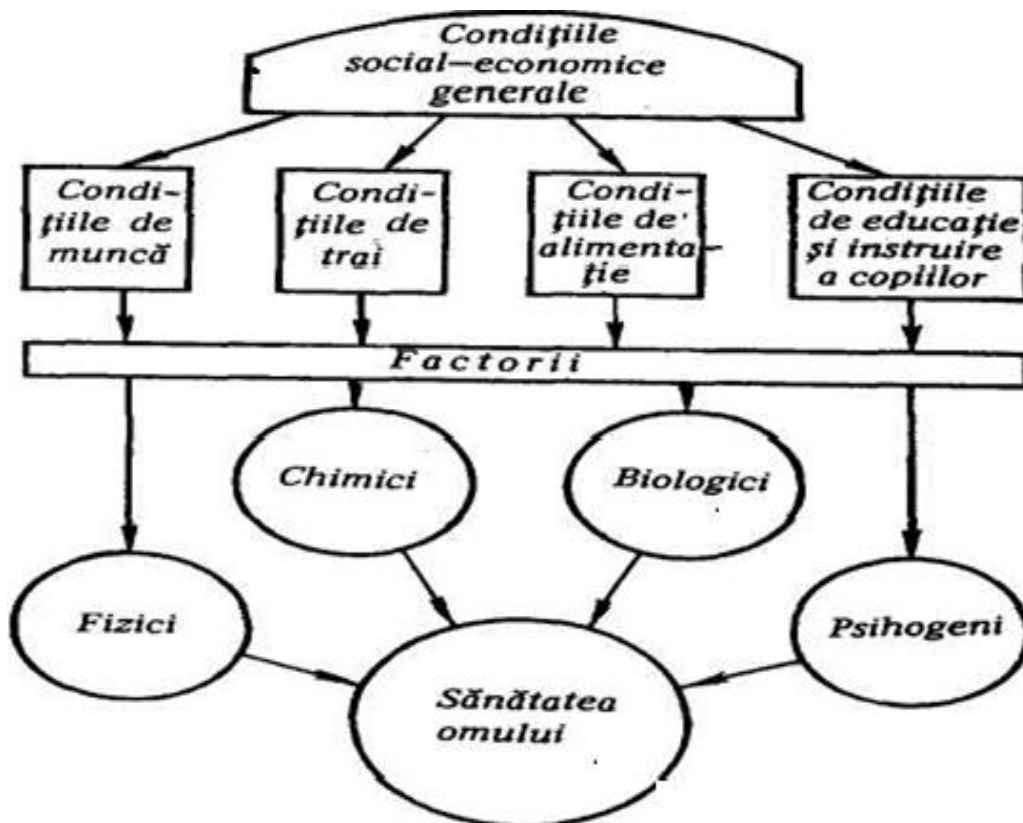 Condiţiile
social—economice
generale
Condi-
ţiile de
muncă
Condi-
ţiile de
trai
Condi-
ţiile de
alimenta-
ţie
Condiţiile
de educaţie
şi instruire
a copiilor
Factorii
Chimici
Biologici
Fizici
Psihogeni
Sănătatea
omului